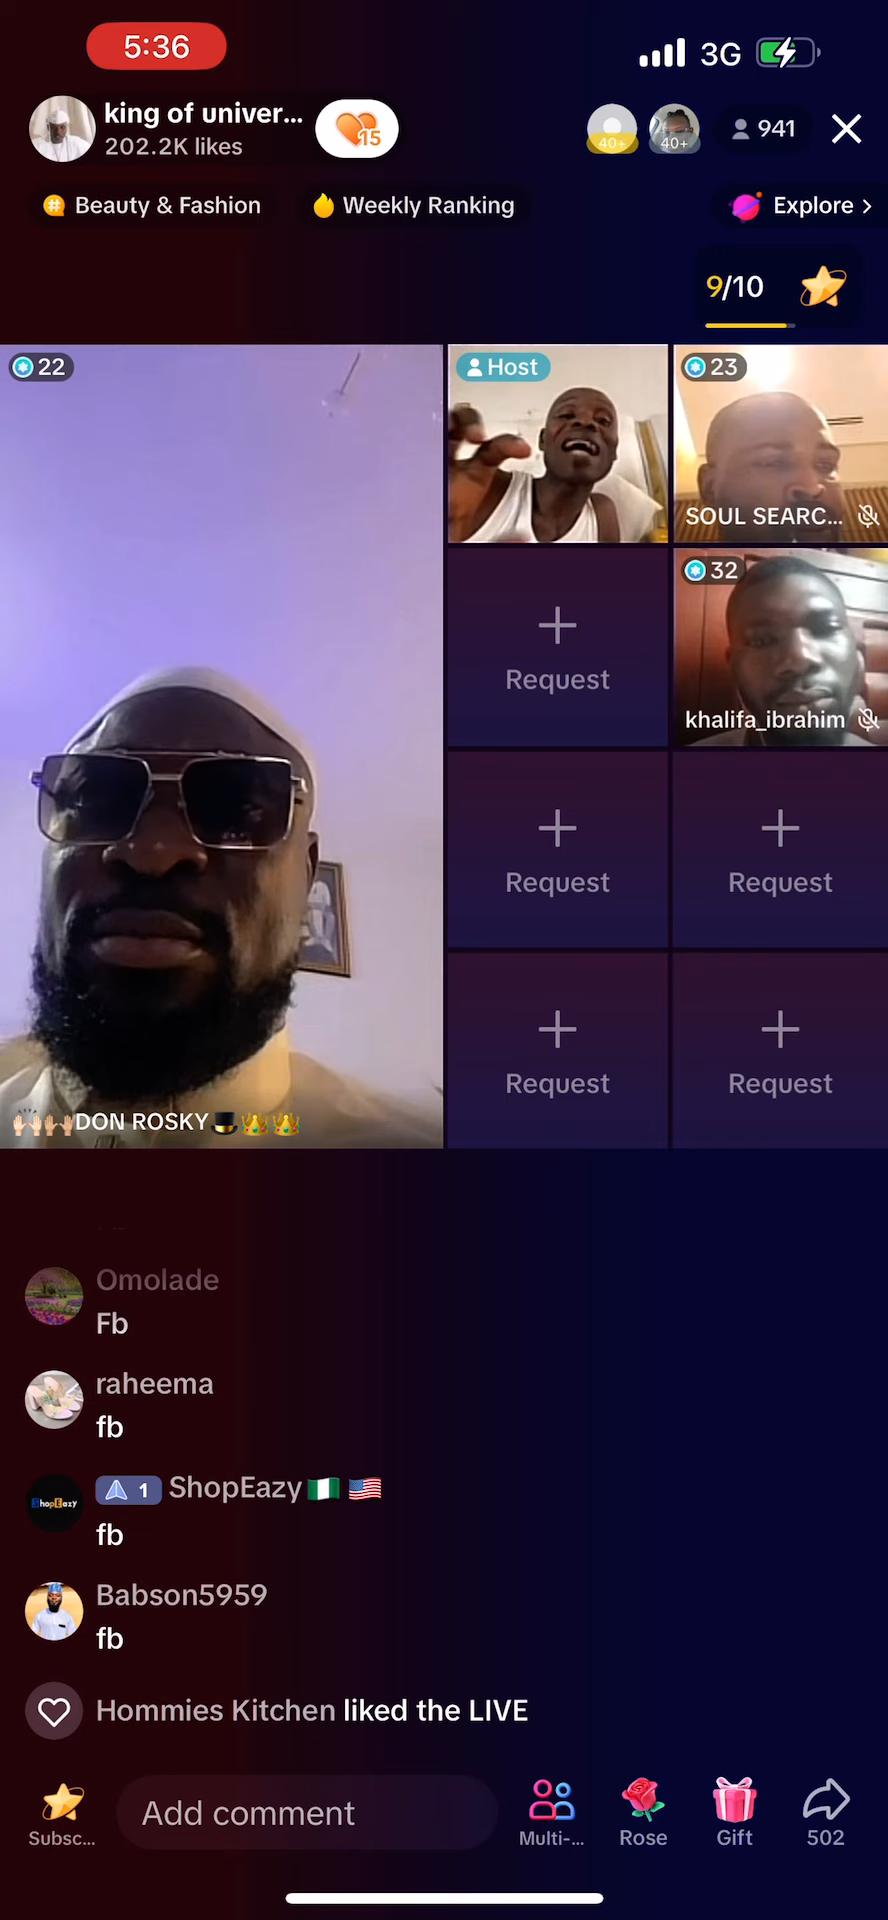 5:36
3G
king of univer...
202.2K likes
15
40+
40+
941
Beauty & Fashion
Weekly Ranking
Explore >
9/10
22
Host
23
SOUL SEARC...
Request
32
khalifa_ibrahim
Request
Request
Request
Request
🙌🏻🙌🏼DON ROSKY🎩👑👑
Omolade
Fb
raheema
fb
ShopEazy
1 ShopEazy🇳🇬🇺🇸
fb
Babson5959
fb
Hommies Kitchen liked the LIVE
Add comment
Subsc...
Multi-...
Rose
Gift
502